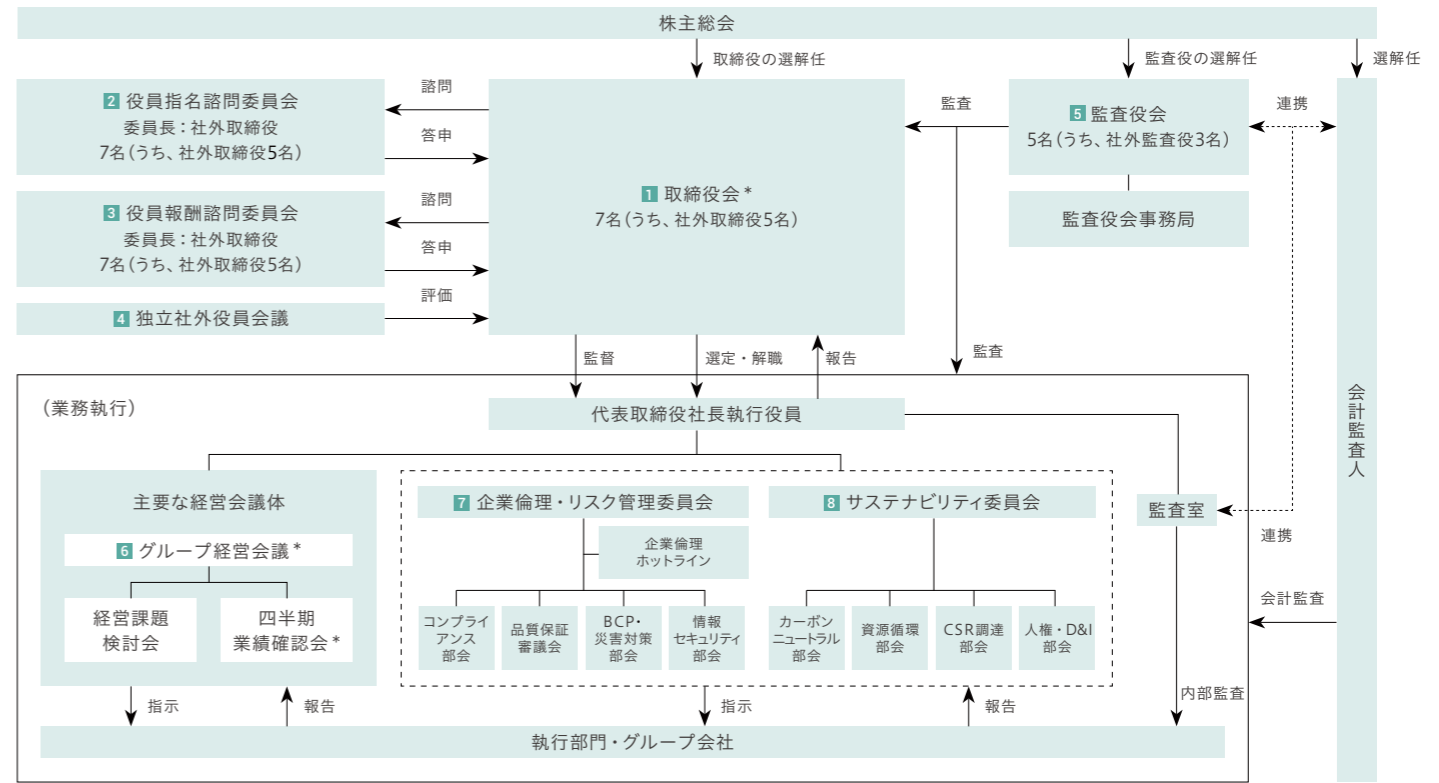 株主総会
取締役の選解任
監査役の選解任
選解任
2 役員指名諮問委員会
委員長：社外取締役
7名（うち、社外取締役5名）
諮問
答申
3 役員報酬諮問委員会
委員長：社外取締役
7名（うち、社外取締役5名）
諮問
答申
4 独立社外役員会議
評価
1 取締役会*
7名（うち、社外取締役5名）
監査
5 監査役会
5名（うち、社外監査役3名）
監査役会事務局
連携
監督
選定・解職
報告
監査
会計監査人
（業務執行）
代表取締役社長執行役員
主要な経営会議体
6 グループ経営会議*
経営課題
検討会
四半期
業績確認会*
7 企業倫理・リスク管理委員会
企業倫理
ホットライン
コンプライ
アンス
部会
品質保証
審議会
BCP・
災害対策
部会
情報
セキュリティ
部会
8 サステナビリティ委員会
カーボン
ニュートラル
部会
資源循環
部会
CSR調達
部会
人権・D&I
部会
監査室
連携
会計監査
指示
報告
指示
報告
内部監査
執行部門・グループ会社